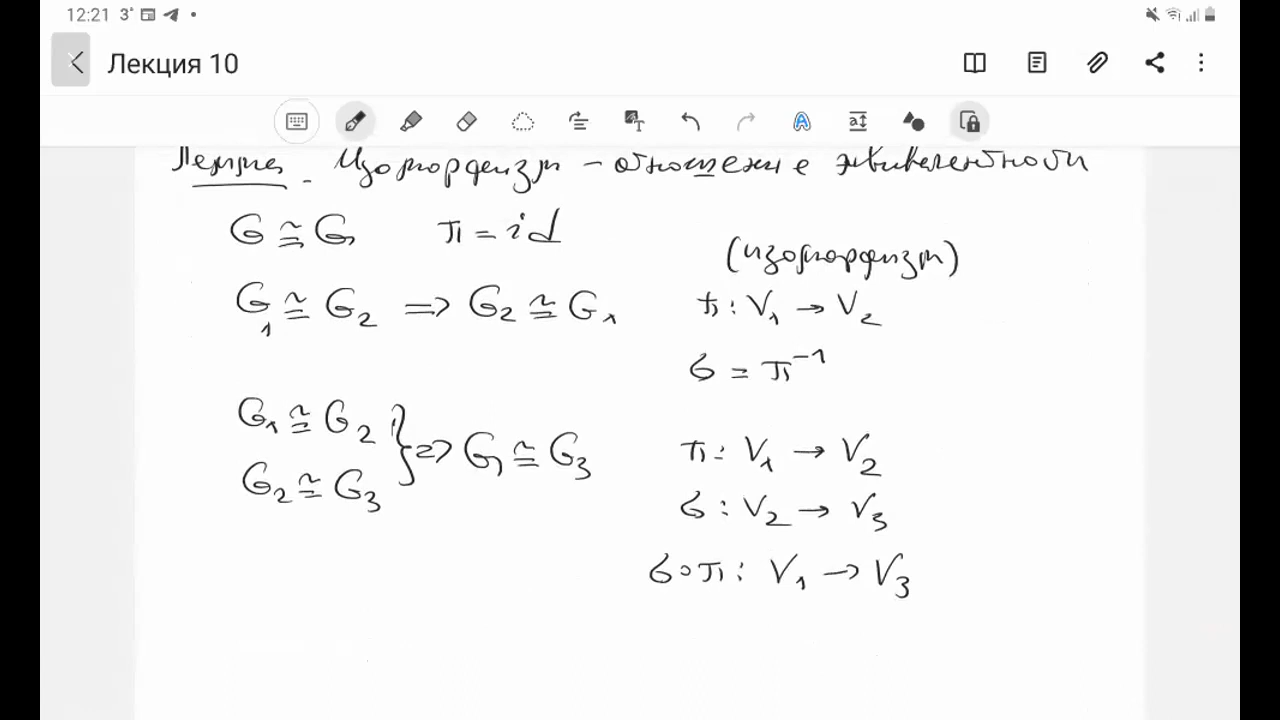 12:21 3°
Лекция 10
Лемма. Изоморфизм – отношение эквивалентности
G ≅ G π = id
(изоморфизм)
G₁ ≅ G₂ => G₂ ≅ G₁ π : V₁ → V₂
σ = π⁻¹
G₁ ≅ G₂
G₂ ≅ G₃ } => G₁ ≅ G₃
π : V₁ → V₂
σ : V₂ → V₃
σ∘π : V₁ → V₃